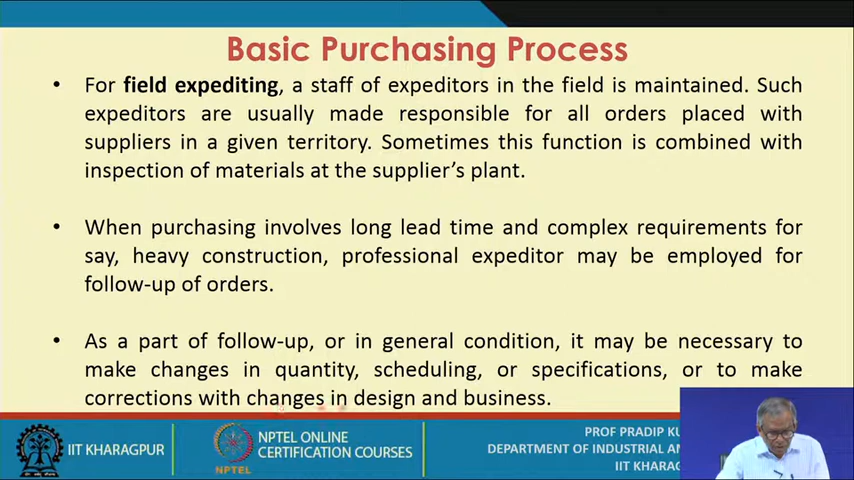 Basic Purchasing Process
• For field expediting, a staff of expeditors in the field is maintained. Such
expeditors are usually made responsible for all orders placed with
suppliers in a given territory. Sometimes this function is combined with
inspection of materials at the supplier's plant.
• When purchasing involves long lead time and complex requirements for
say, heavy construction, professional expeditor may be employed for
follow-up of orders.
• As a part of follow-up, or in general condition, it may be necessary to
make changes in quantity, scheduling, or specifications, or to make
corrections with changes in design and business.
IIT KHARAGPUR
NPTEL
NPTEL ONLINE
CERTIFICATION COURSES
PROF PRADIP
DEPARTMENT OF INDUSTRIAL
IIT